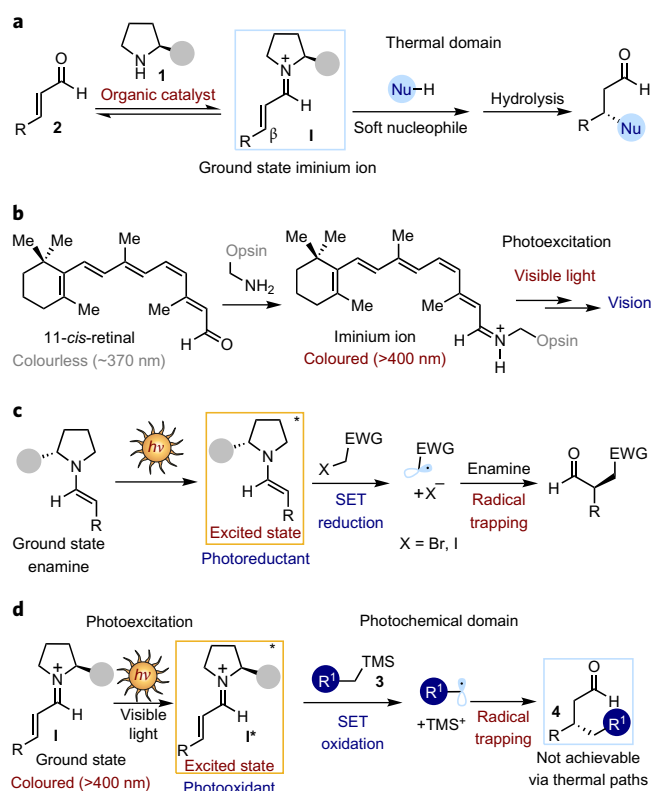 a
N
H
1
O
H
R
2
Organic catalyst
N
+
H
R
β
I
Ground state iminium ion
Thermal domain
Nu–H
Soft nucleophile
Hydrolysis
O
H
R
Nu
b
Me Me
Me
Me
Me
O
H
11-cis-retinal
Colourless (~370 nm)
Opsin
NH2
Me Me
Me
Me
Me
H
N
+
H
Opsin
Iminium ion
Coloured (>400 nm)
Photoexcitation
Visible light
Vision
c
N
H
R
Ground state
enamine
hν
*
N
H
R
Excited state
Photoreductant
EWG
X
SET
reduction
EWG
+X–
X = Br, I
Enamine
Radical
trapping
O
EWG
H
R
d
Photoexcitation
Photochemical domain
N
+
H
R
I
Ground state
Coloured (>400 nm)
hν
Visible
light
*
N
+
H
R
I*
Excited state
Photooxidant
TMS
R1
3
SET
oxidation
R1
+TMS+
Radical
trapping
4
O
H
R
R1
Not achievable
via thermal paths